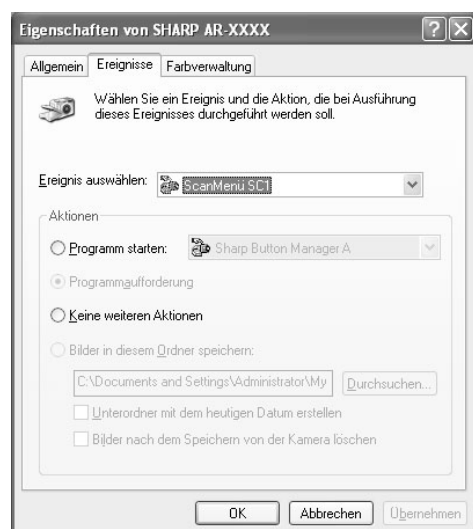 Eigenschaften von SHARP AR-XXXX
Allgemein Ereignisse Farbverwaltung
Wählen Sie ein Ereignis und die Aktion, die bei Ausführung
dieses Ereignisses durchgeführt werden soll.
Ereignis auswählen: ScanMenü SC1
Aktionen
Programm starten: Sharp Button Manager A
Programmaufforderung
Keine weiteren Aktionen
Bilder in diesem Ordner speichern:
C:\Documents and Settings\Administrator\My Durchsuchen...
Unterordner mit dem heutigen Datum erstellen
Bilder nach dem Speichern von der Kamera löschen
OK Abbrechen Übernehmen